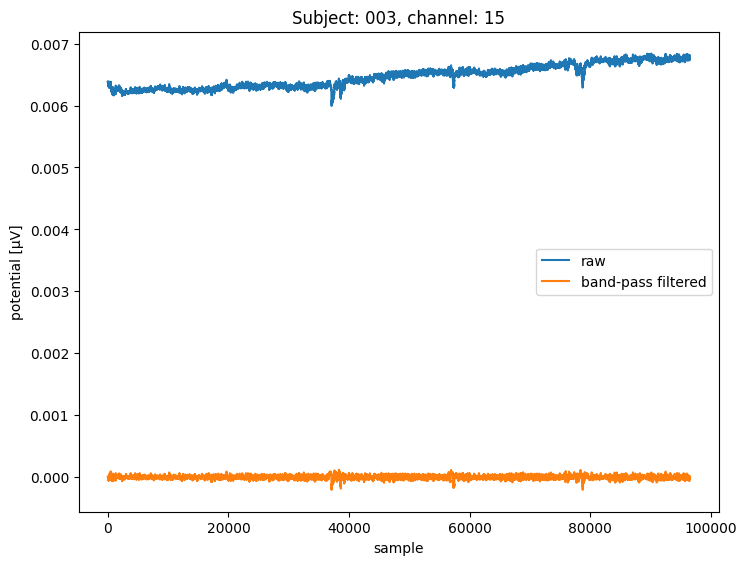 Subject: 003, channel: 15
0.007
0.006
0.005
0.004
0.003
0.002
0.001
0.000
potential [µV]
raw
band-pass filtered
0 20000 40000 60000 80000 100000
sample